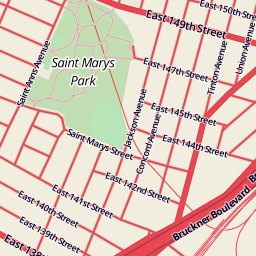 East 150th Street
East 149th Street
Union Avenue
Saint Anns Avenue
Saint Marys
Park
East 147th Street
Tinton Avenue
Jackson Avenue
East 145th Street
Concord Avenue
Saint Marys Street
East 144th Street
East 142nd Street
East 141st Street
East 140th Street
East 139th Street
East 138
Bruckner Boulevard